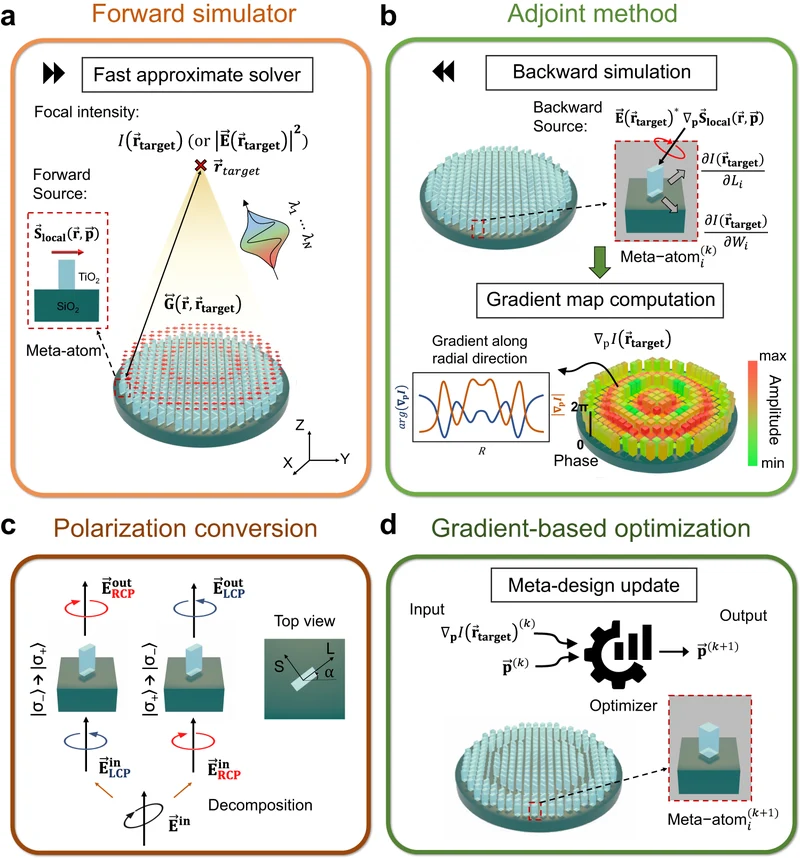 a
Forward simulator
Fast approximate solver
Focal intensity:
I(r⃗target) (or |E⃗(r⃗target)|²)
r⃗target
Forward
Source:
S⃗local(r⃗, p⃗)
TiO₂
SiO₂
Meta-atom
λ₁ ... λN
G⃡(r⃗, r⃗target)
Z
X
Y
b
Adjoint method
Backward simulation
Backward
Source:
E⃗(r⃗target)* ∇pS⃗local(r⃗, p⃗)
∂I(r⃗target)
∂Lᵢ
∂I(r⃗target)
∂Wᵢ
Meta−atomᵢ⁽ᵏ⁾
Gradient map computation
Gradient along
radial direction
∇pI(r⃗target)
arg(∇pI)
|∇pI|
R
2π
0
Phase
max
Amplitude
min
c
Polarization conversion
E⃗outRCP
E⃗outLCP
|σ₋⟩ → |σ₊⟩
|σ₊⟩ → |σ₋⟩
Top view
S
L
α
E⃗inLCP
E⃗inRCP
Decomposition
E⃗in
d
Gradient-based optimization
Meta-design update
Input
∇pI(r⃗target)⁽ᵏ⁾
p⃗⁽ᵏ⁾
Output
p⃗⁽ᵏ⁺¹⁾
Optimizer
Meta−atomᵢ⁽ᵏ⁺¹⁾